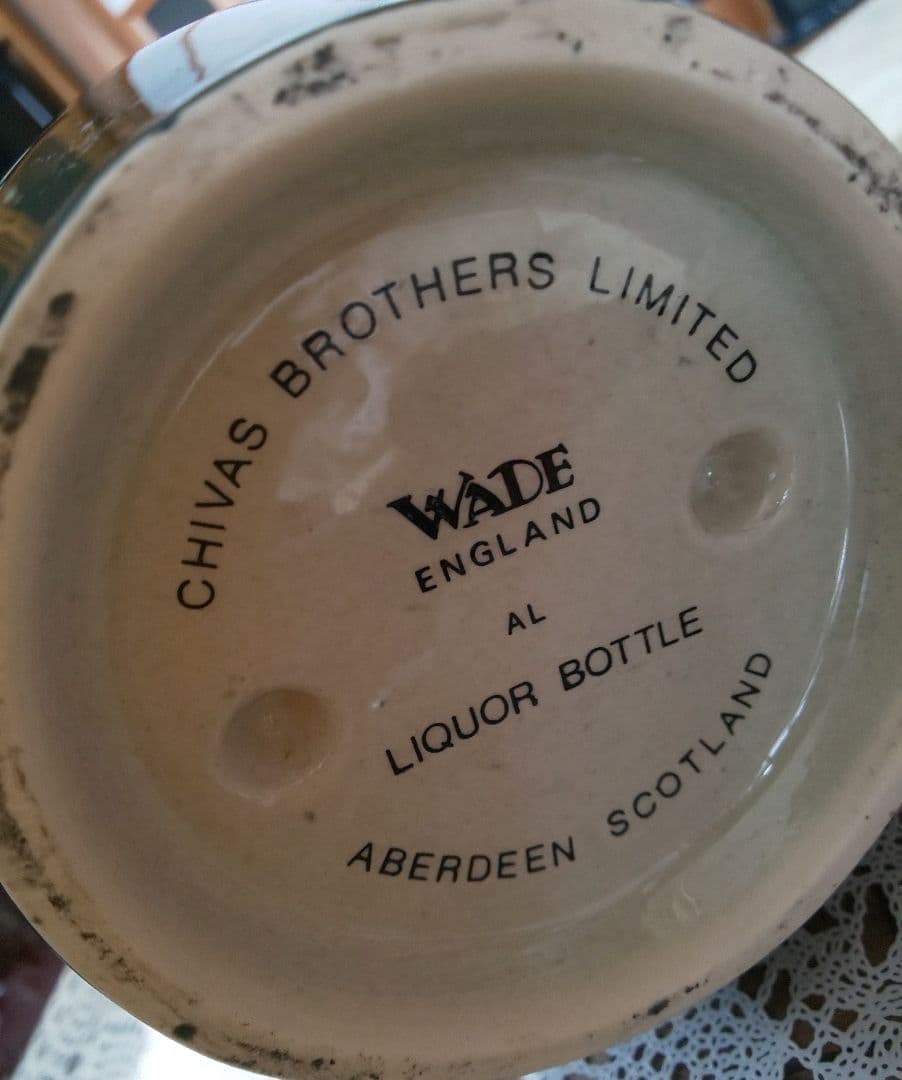 CHIVAS BROTHERS LIMITED
WADE
ENGLAND
AL
LIQUOR BOTTLE
ABERDEEN SCOTLAND